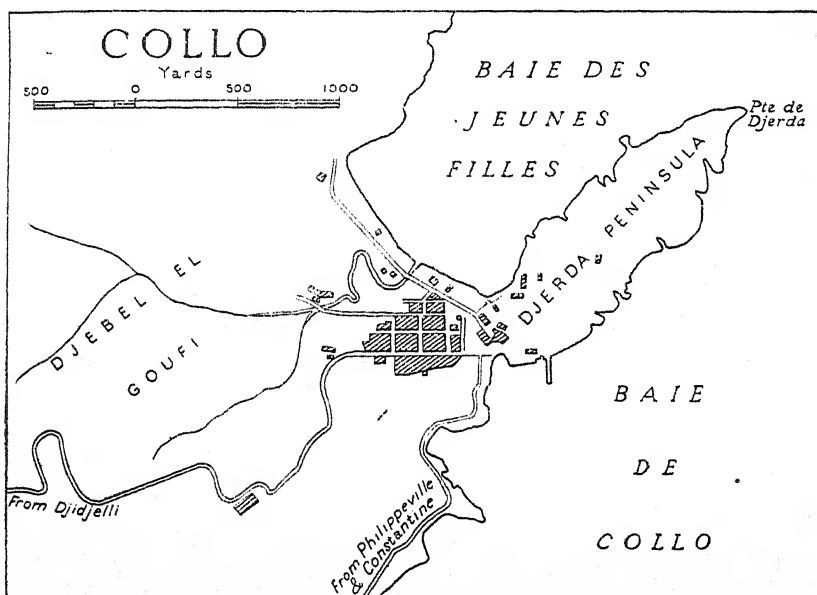 COLLO
Yards
500 0 500 1000
BAIE DES
JEUNES
FILLES
Pte de
Djerda
DJERDA PENINSULA
DJEBEL EL
GOUFI
BAIE
DE
COLLO
From Djidjelli
From Philippeville
& Constantine